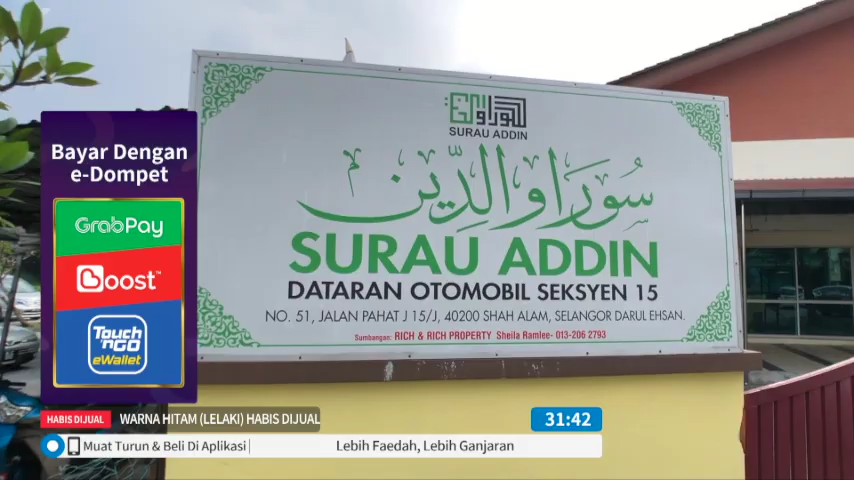 SURAU ADDIN
سوراو الدين
SURAU ADDIN
DATARAN OTOMOBIL SEKSYEN 15
NO. 51, JALAN PAHAT J 15/J, 40200 SHAH ALAM, SELANGOR DARUL EHSAN.
Sumbangan: RICH & RICH PROPERTY Sheila Ramlee- 013-206 2793
Bayar Dengan
e-Dompet
GrabPay
Boost™
Touch
'nGO
eWallet
HABIS DIJUAL WARNA HITAM (LELAKI) HABIS DIJUAL 31:42
Muat Turun & Beli Di Aplikasi Lebih Faedah, Lebih Ganjaran